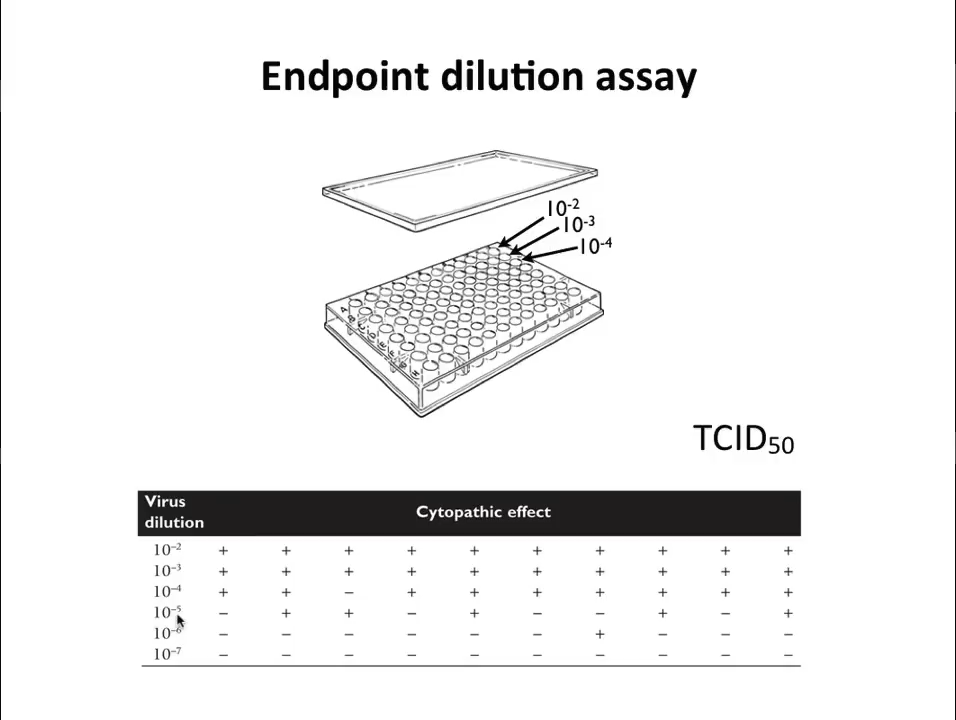 Endpoint dilution assay
10⁻²
10⁻³
10⁻⁴
A
B
C
D
E
F
G
H
TCID₅₀
Virus dilution Cytopathic effect
10⁻² + + + + + + + + + +
10⁻³ + + + + + + + + + +
10⁻⁴ + + – + + + + + + +
10⁻⁵ – + + – + – – + – +
10⁻⁶ – – – – – – + – – –
10⁻⁷ – – – – – – – – – –